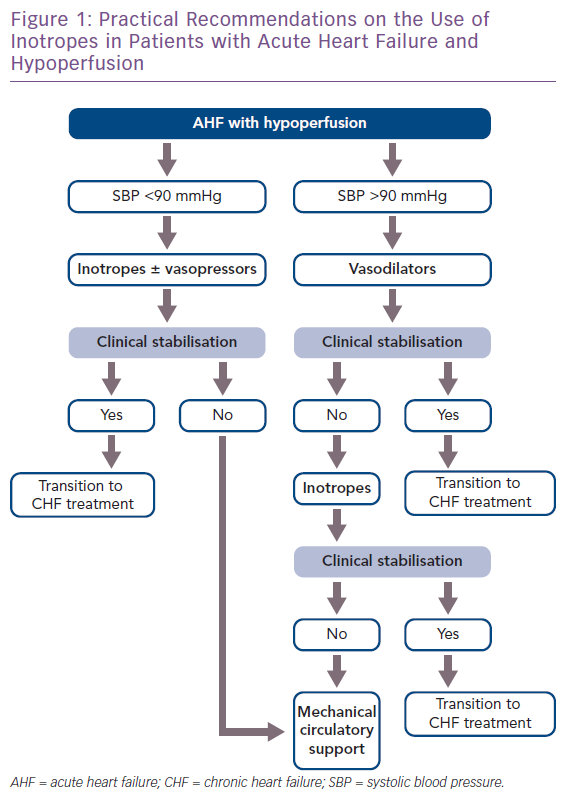 Figure 1: Practical Recommendations on the Use of
Inotropes in Patients with Acute Heart Failure and
Hypoperfusion
AHF with hypoperfusion
SBP <90 mmHg
SBP >90 mmHg
Inotropes ± vasopressors
Vasodilators
Clinical stabilisation
Clinical stabilisation
Yes
No
No
Yes
Transition to
CHF treatment
Inotropes
Transition to
CHF treatment
Clinical stabilisation
No
Yes
Mechanical
circulatory
support
Transition to
CHF treatment
AHF = acute heart failure; CHF = chronic heart failure; SBP = systolic blood pressure.